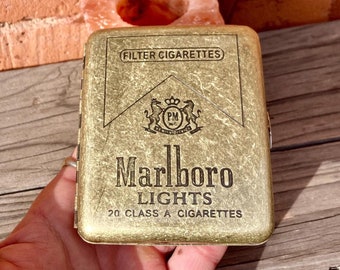 FILTER CIGARETTES
PM
Marlboro
LIGHTS
20 CLASS A CIGARETTES